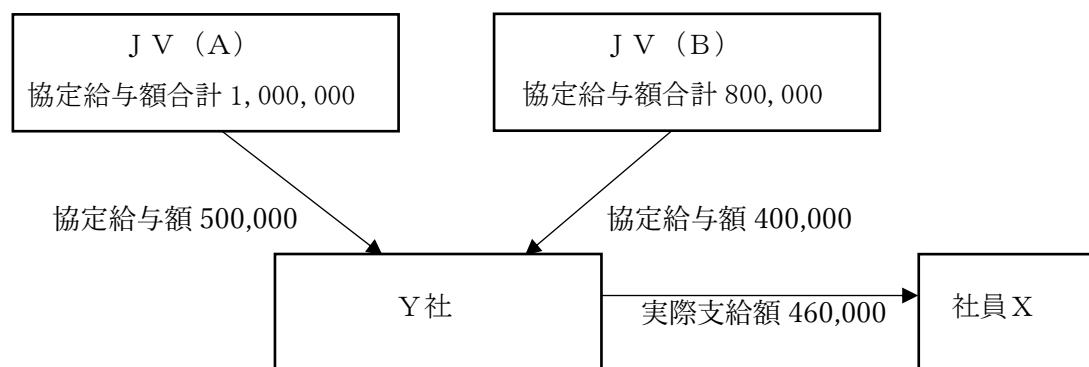 ＪＶ（Ａ）
協定給与額合計 1,000,000
ＪＶ（Ｂ）
協定給与額合計 800,000
協定給与額 500,000
協定給与額 400,000
Ｙ社
実際支給額 460,000
社員Ｘ